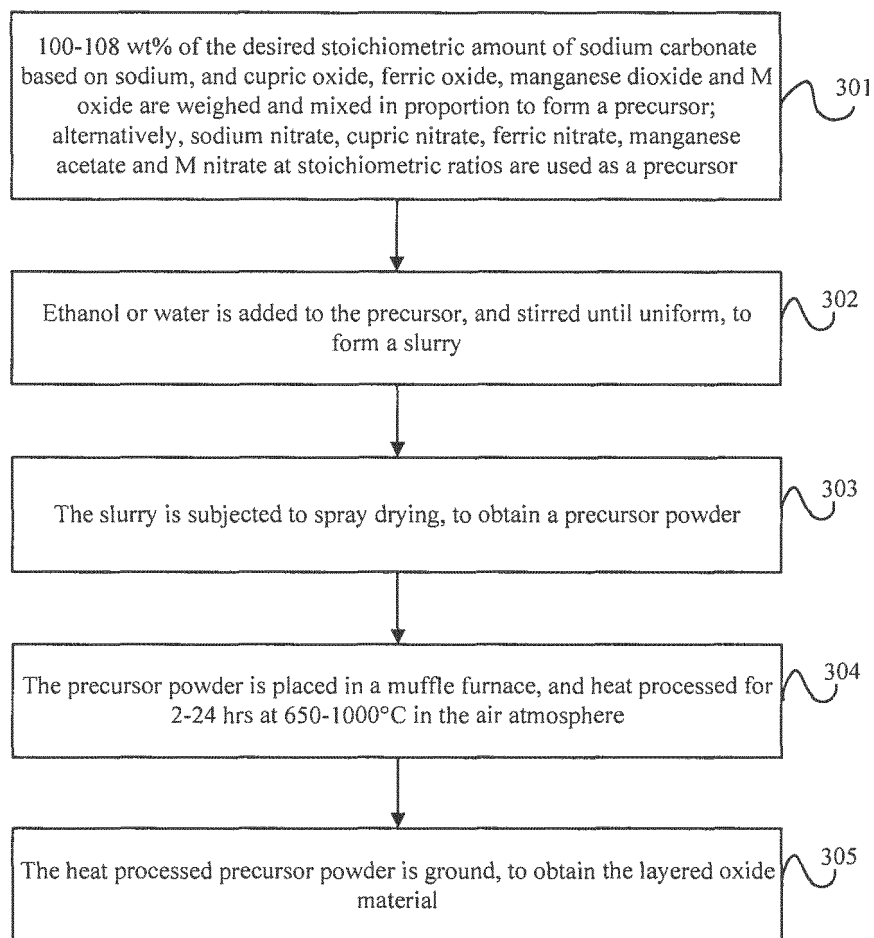 100-108 wt% of the desired stoichiometric amount of sodium carbonate
based on sodium, and cupric oxide, ferric oxide, manganese dioxide and M
oxide are weighed and mixed in proportion to form a precursor;
alternatively, sodium nitrate, cupric nitrate, ferric nitrate, manganese
acetate and M nitrate at stoichiometric ratios are used as a precursor
301
Ethanol or water is added to the precursor, and stirred until uniform, to
form a slurry
302
The slurry is subjected to spray drying, to obtain a precursor powder
303
The precursor powder is placed in a muffle furnace, and heat processed for
2-24 hrs at 650-1000°C in the air atmosphere
304
The heat processed precursor powder is ground, to obtain the layered oxide
material
305